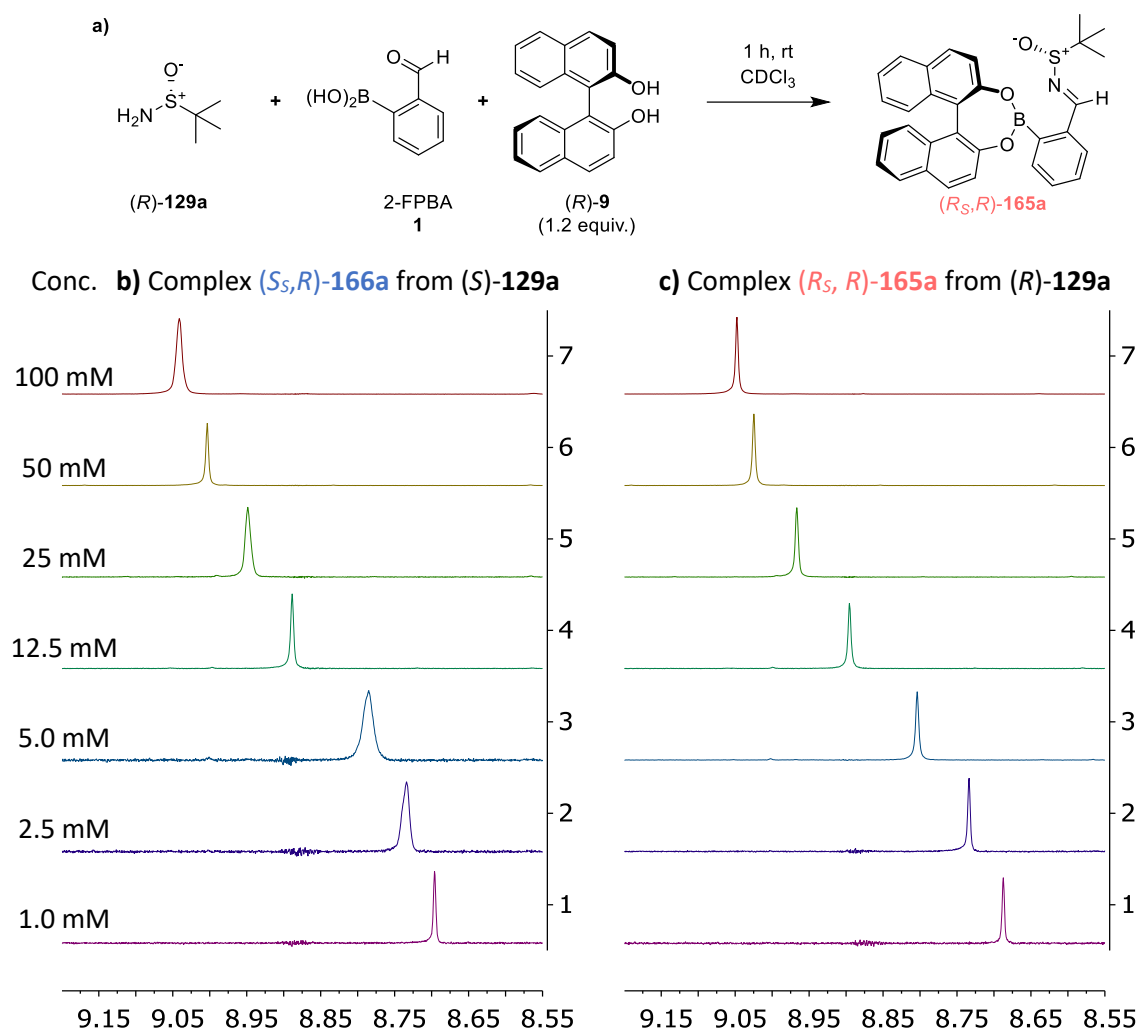 a)
O-
S+
H2N
+
(HO)2B
O
H
+
OH
OH
1 h, rt
CDCl3
-O
S+
N
H
O
B
O
(R)-129a
2-FPBA
1
(R)-9
(1.2 equiv.)
(RS,R)-165a
Conc. b) Complex (SS,R)-166a from (S)-129a
c) Complex (RS, R)-165a from (R)-129a
100 mM
50 mM
25 mM
12.5 mM
5.0 mM
2.5 mM
1.0 mM
7
6
5
4
3
2
1
7
6
5
4
3
2
1
9.15 9.05 8.95 8.85 8.75 8.65 8.55
9.15 9.05 8.95 8.85 8.75 8.65 8.55